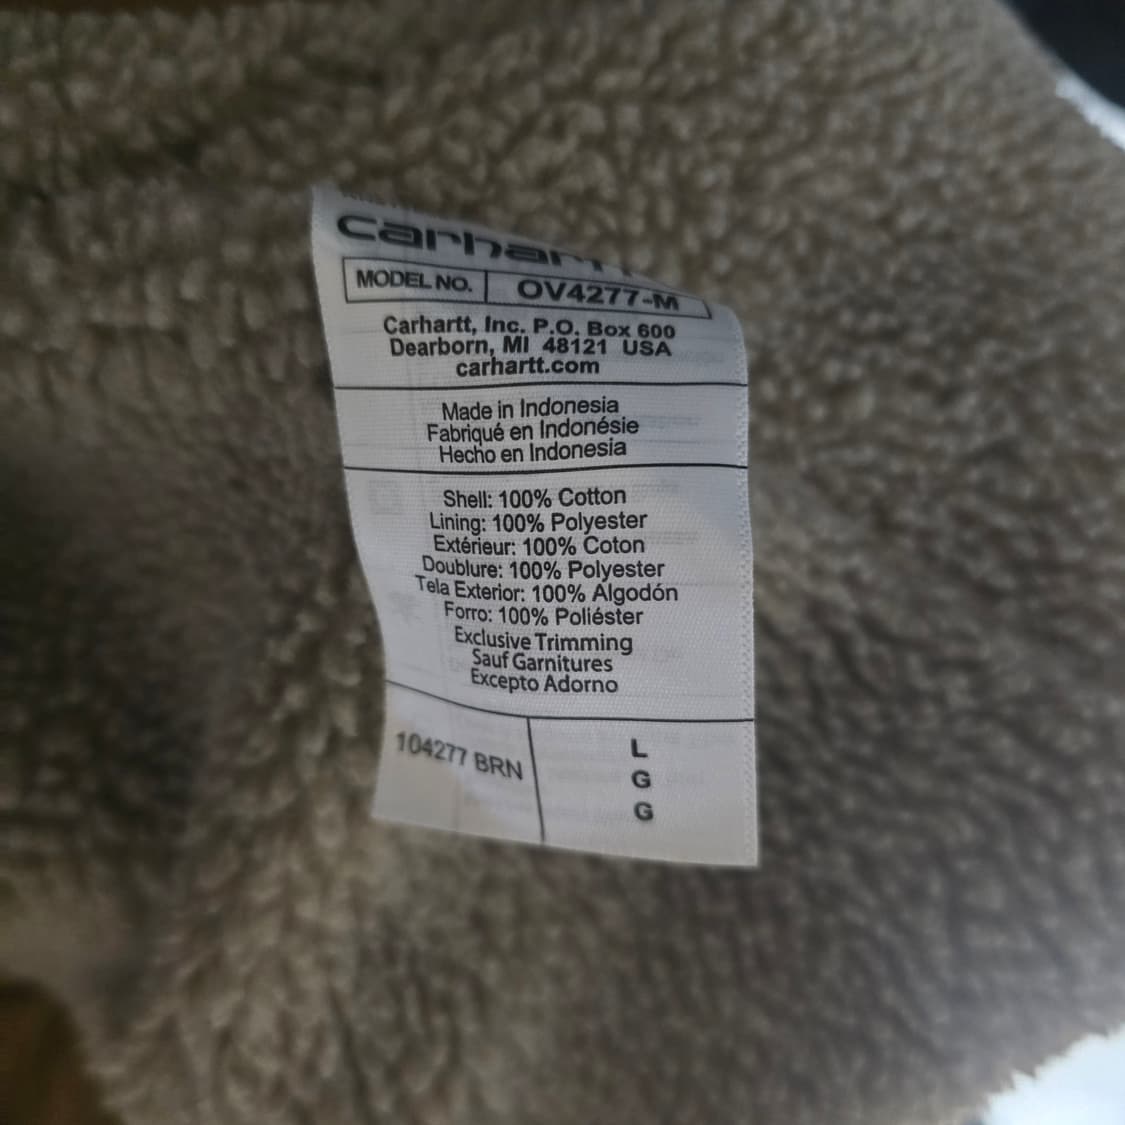 carhartt
MODEL NO. OV4277-M
Carhartt, Inc. P.O. Box 600
Dearborn, MI 48121 USA
carhartt.com
Made in Indonesia
Fabriqué en Indonésie
Hecho en Indonesia
Shell: 100% Cotton
Lining: 100% Polyester
Extérieur: 100% Coton
Doublure: 100% Polyester
Tela Exterior: 100% Algodón
Forro: 100% Poliéster
Exclusive Trimming
Sauf Garnitures
Excepto Adorno
104277 BRN
L
G
G